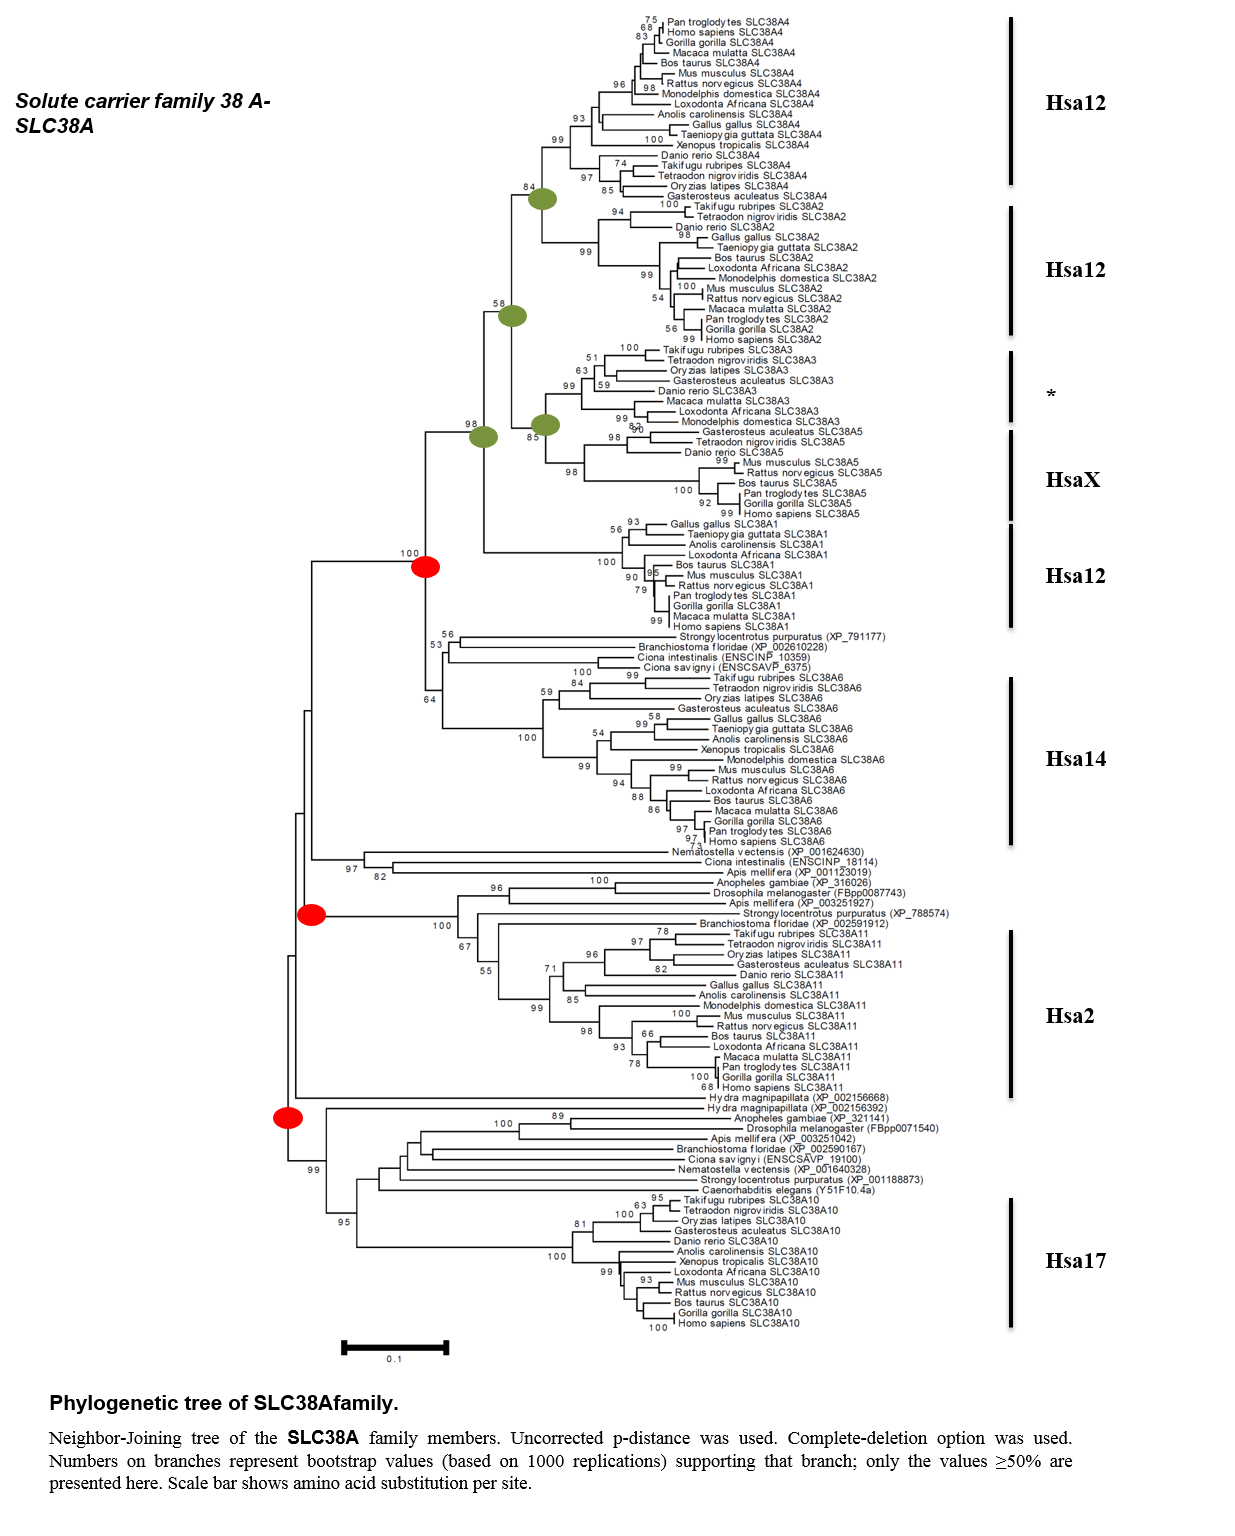 Solute carrier family 38 A-
SLC38A
75
Pan troglodytes SLC38A4
68
Homo sapiens SLC38A4
83
Gorilla gorilla SLC38A4
Macaca mulatta SLC38A4
Bos taurus SLC38A4
Mus musculus SLC38A4
96
Rattus norvegicus SLC38A4
98
Monodelphis domestica SLC38A4
Hsa12
Loxodonta Africana SLC38A4
Anolis carolinensis SLC38A4
93
Gallus gallus SLC38A4
Taeniopygia guttata SLC38A4
99
100
Xenopus tropicalis SLC38A4
Danio rerio SLC38A4
74
Takifugu rubripes SLC38A4
97
Tetraodon nigroviridis SLC38A4
84
85
Oryzias latipes SLC38A4
Gasterosteus aculeatus SLC38A4
100
Takifugu rubripes SLC38A2
94
Tetraodon nigroviridis SLC38A2
Danio rerio SLC38A2
98
Gallus gallus SLC38A2
99
Taeniopygia guttata SLC38A2
Bos taurus SLC38A2
99
Loxodonta Africana SLC38A2
Hsa12
Monodelphis domestica SLC38A2
100
Mus musculus SLC38A2
54
Rattus norvegicus SLC38A2
58
Macaca mulatta SLC38A2
Pan troglodytes SLC38A2
56
Gorilla gorilla SLC38A2
99
Homo sapiens SLC38A2
100
Takifugu rubripes SLC38A3
51
Tetraodon nigroviridis SLC38A3
63
Oryzias latipes SLC38A3
99
59
Gasterosteus aculeatus SLC38A3
Danio rerio SLC38A3
*
Macaca mulatta SLC38A3
99
Loxodonta Africana SLC38A3
82
Monodelphis domestica SLC38A3
98
85
90
Gasterosteus aculeatus SLC38A5
98
Tetraodon nigroviridis SLC38A5
Danio rerio SLC38A5
99
Mus musculus SLC38A5
98
Rattus norvegicus SLC38A5
HsaX
Bos taurus SLC38A5
100
Pan troglodytes SLC38A5
92
Gorilla gorilla SLC38A5
99
Homo sapiens SLC38A5
93
Gallus gallus SLC38A1
56
Taeniopygia guttata SLC38A1
Anolis carolinensis SLC38A1
100
100
Loxodonta Africana SLC38A1
Bos taurus SLC38A1
90
95
Mus musculus SLC38A1
Hsa12
79
Rattus norvegicus SLC38A1
Pan troglodytes SLC38A1
Gorilla gorilla SLC38A1
99
Macaca mulatta SLC38A1
Homo sapiens SLC38A1
56
Strongylocentrotus purpuratus (XP_791177)
53
Branchiostoma floridae (XP_002610228)
Ciona intestinalis (ENSCINP_10359)
100
Ciona savignyi (ENSCSAVP_6375)
99
Takifugu rubripes SLC38A6
84
Tetraodon nigroviridis SLC38A6
64
59
Oryzias latipes SLC38A6
Gasterosteus aculeatus SLC38A6
58
Gallus gallus SLC38A6
99
Taeniopygia guttata SLC38A6
100
54
Anolis carolinensis SLC38A6
Xenopus tropicalis SLC38A6
Hsa14
99
Monodelphis domestica SLC38A6
99
Mus musculus SLC38A6
94
Rattus norvegicus SLC38A6
88
Loxodonta Africana SLC38A6
86
Bos taurus SLC38A6
Macaca mulatta SLC38A6
97
Gorilla gorilla SLC38A6
97
Pan troglodytes SLC38A6
73
Homo sapiens SLC38A6
Nematostella vectensis (XP_001624630)
97
Ciona intestinalis (ENSCINP_18114)
82
Apis mellifera (XP_001123019)
100
Anopheles gambiae (XP_316026)
96
Drosophila melanogaster (FBpp0087743)
Apis mellifera (XP_003251927)
100
Strongylocentrotus purpuratus (XP_788574)
Branchiostoma floridae (XP_002591912)
67
78
Takifugu rubripes SLC38A11
97
Tetraodon nigroviridis SLC38A11
96
Oryzias latipes SLC38A11
55
71
82
Gasterosteus aculeatus SLC38A11
Danio rerio SLC38A11
Gallus gallus SLC38A11
85
Anolis carolinensis SLC38A11
99
Monodelphis domestica SLC38A11
100
Mus musculus SLC38A11
Hsa2
98
Rattus norvegicus SLC38A11
66
Bos taurus SLC38A11
93
Loxodonta Africana SLC38A11
Macaca mulatta SLC38A11
78
Pan troglodytes SLC38A11
100
Gorilla gorilla SLC38A11
68
Homo sapiens SLC38A11
Hydra magnipapillata (XP_002156668)
Hydra magnipapillata (XP_002156392)
89
Anopheles gambiae (XP_321141)
100
Drosophila melanogaster (FBpp0071540)
Apis mellifera (XP_003251042)
Branchiostoma floridae (XP_002590167)
Ciona savignyi (ENSCSAVP_19100)
99
Nematostella vectensis (XP_001640328)
Strongylocentrotus purpuratus (XP_001188873)
Caenorhabditis elegans (Y51F10.4a)
95
Takifugu rubripes SLC38A10
63
Tetraodon nigroviridis SLC38A10
95
100
Oryzias latipes SLC38A10
81
Gasterosteus aculeatus SLC38A10
Danio rerio SLC38A10
100
Anolis carolinensis SLC38A10
Xenopus tropicalis SLC38A10
Hsa17
99
Loxodonta Africana SLC38A10
93
Mus musculus SLC38A10
Rattus norvegicus SLC38A10
Bos taurus SLC38A10
Gorilla gorilla SLC38A10
100
Homo sapiens SLC38A10
0.1
Phylogenetic tree of SLC38Afamily.
Neighbor-Joining tree of the SLC38A family members. Uncorrected p-distance was used. Complete-deletion option was used.
Numbers on branches represent bootstrap values (based on 1000 replications) supporting that branch; only the values ≥50% are
presented here. Scale bar shows amino acid substitution per site.